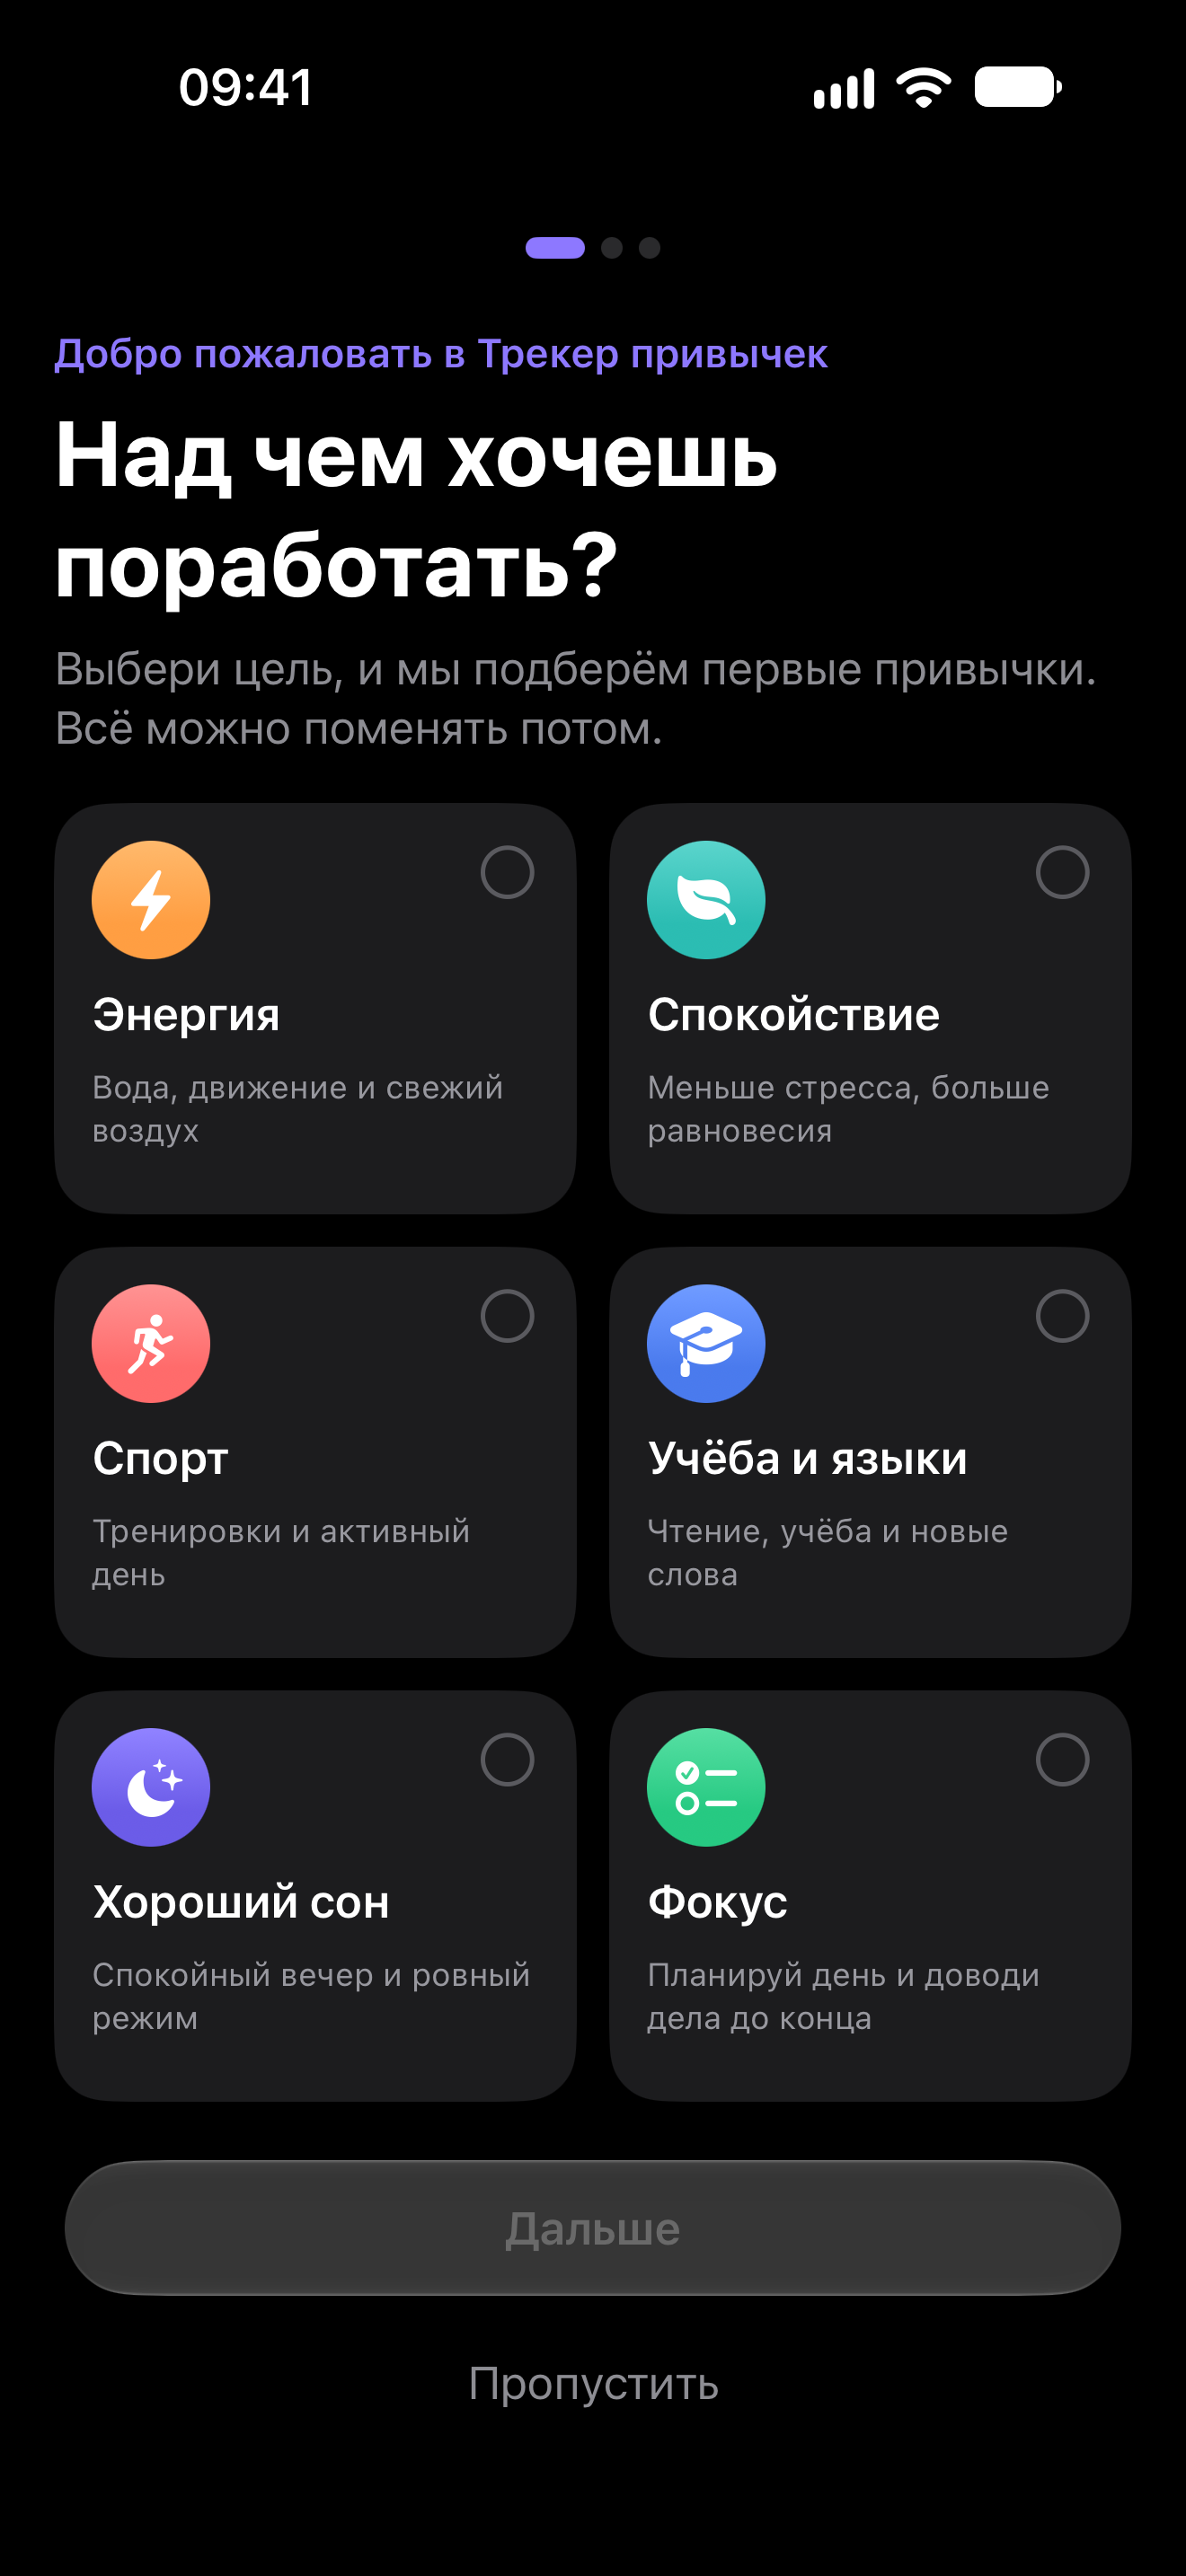 09:41
Добро пожаловать в Трекер привычек
Над чем хочешь
поработать?
Выбери цель, и мы подберём первые привычки.
Всё можно поменять потом.
Энергия
Вода, движение и свежий
воздух
Спокойствие
Меньше стресса, больше
равновесия
Спорт
Тренировки и активный
день
Учёба и языки
Чтение, учёба и новые
слова
Хороший сон
Спокойный вечер и ровный
режим
Фокус
Планируй день и доводи
дела до конца
Дальше
Пропустить